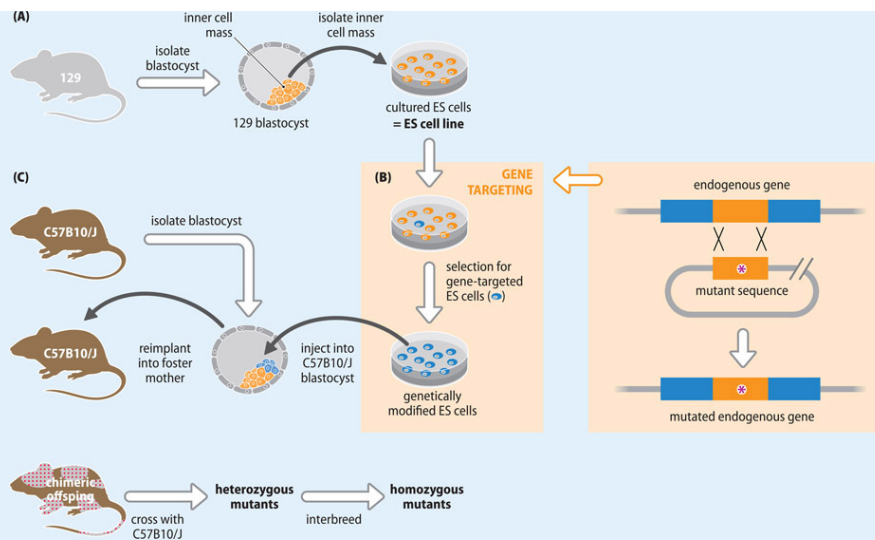 (A)
129
isolate
blastocyst
inner cell
mass
129 blastocyst
isolate inner
cell mass
cultured ES cells
= ES cell line
(C)
C57B10/J
isolate blastocyst
C57B10/J
reimplant
into foster
mother
inject into
C57B10/J
blastocyst
(B)
GENE
TARGETING
selection for
gene-targeted
ES cells ( )
genetically
modified ES cells
endogenous gene
*
mutant sequence
*
mutated endogenous gene
chimeric
offsping
cross with
C57B10/J
heterozygous
mutants
interbreed
homozygous
mutants